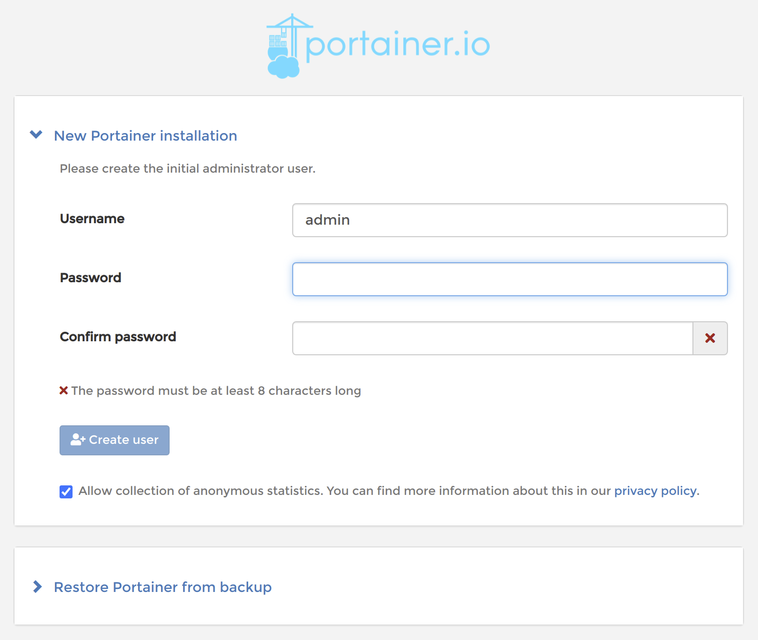 portainer.io
New Portainer installation
Please create the initial administrator user.
Username
admin
Password
Confirm password
The password must be at least 8 characters long
Create user
Allow collection of anonymous statistics. You can find more information about this in our privacy policy.
Restore Portainer from backup